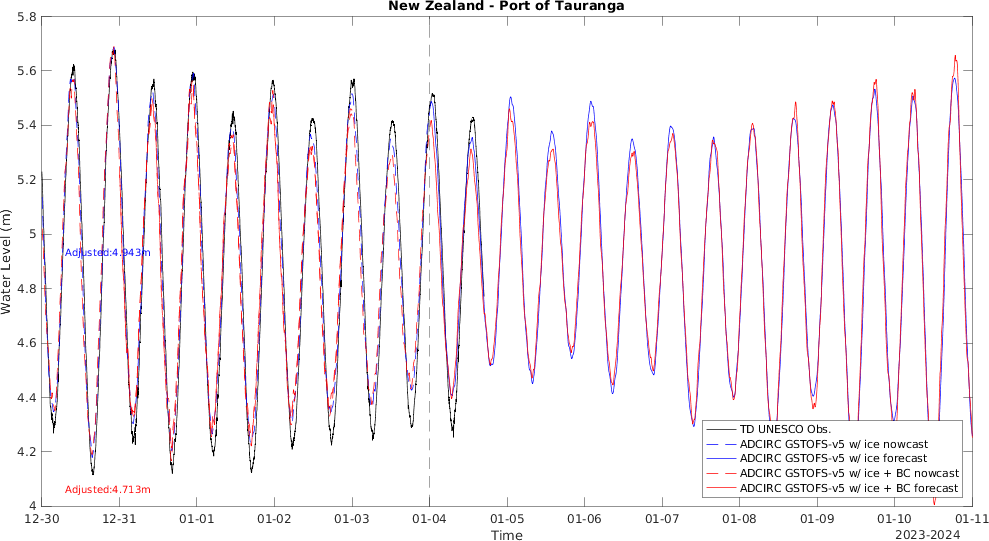 New Zealand - Port of Tauranga
5.8
5.6
5.4
5.2
5
4.8
4.6
4.4
4.2
4
Water Level (m)
Adjusted:4.943m
Adjusted:4.713m
TD UNESCO Obs.
ADCIRC GSTOFS-v5 w/ ice nowcast
ADCIRC GSTOFS-v5 w/ ice forecast
ADCIRC GSTOFS-v5 w/ ice + BC nowcast
ADCIRC GSTOFS-v5 w/ ice + BC forecast
12-30 12-31 01-01 01-02 01-03 01-04 01-05 01-06 01-07 01-08 01-09 01-10 01-11
Time
2023-2024